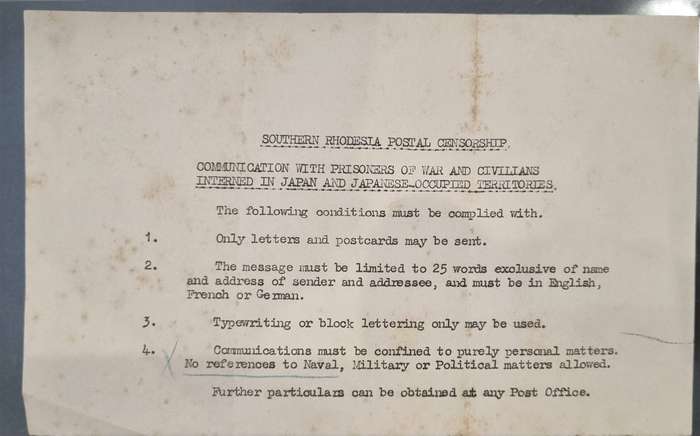 SOUTHERN RHODESIA POSTAL CENSORSHIP.
COMMUNICATION WITH PRISONERS OF WAR AND CIVILIANS
INTERNED IN JAPAN AND JAPANESE-OCCUPIED TERRITORIES.
The following conditions must be complied with.
1. Only letters and postcards may be sent.
2. The message must be limited to 25 words exclusive of name
and address of sender and addressee, and must be in English,
French or German.
3. Typewriting or block lettering only may be used.
4. Communications must be confined to purely personal matters.
No references to Naval, Military or Political matters allowed.
Further particulars can be obtained at any Post Office.